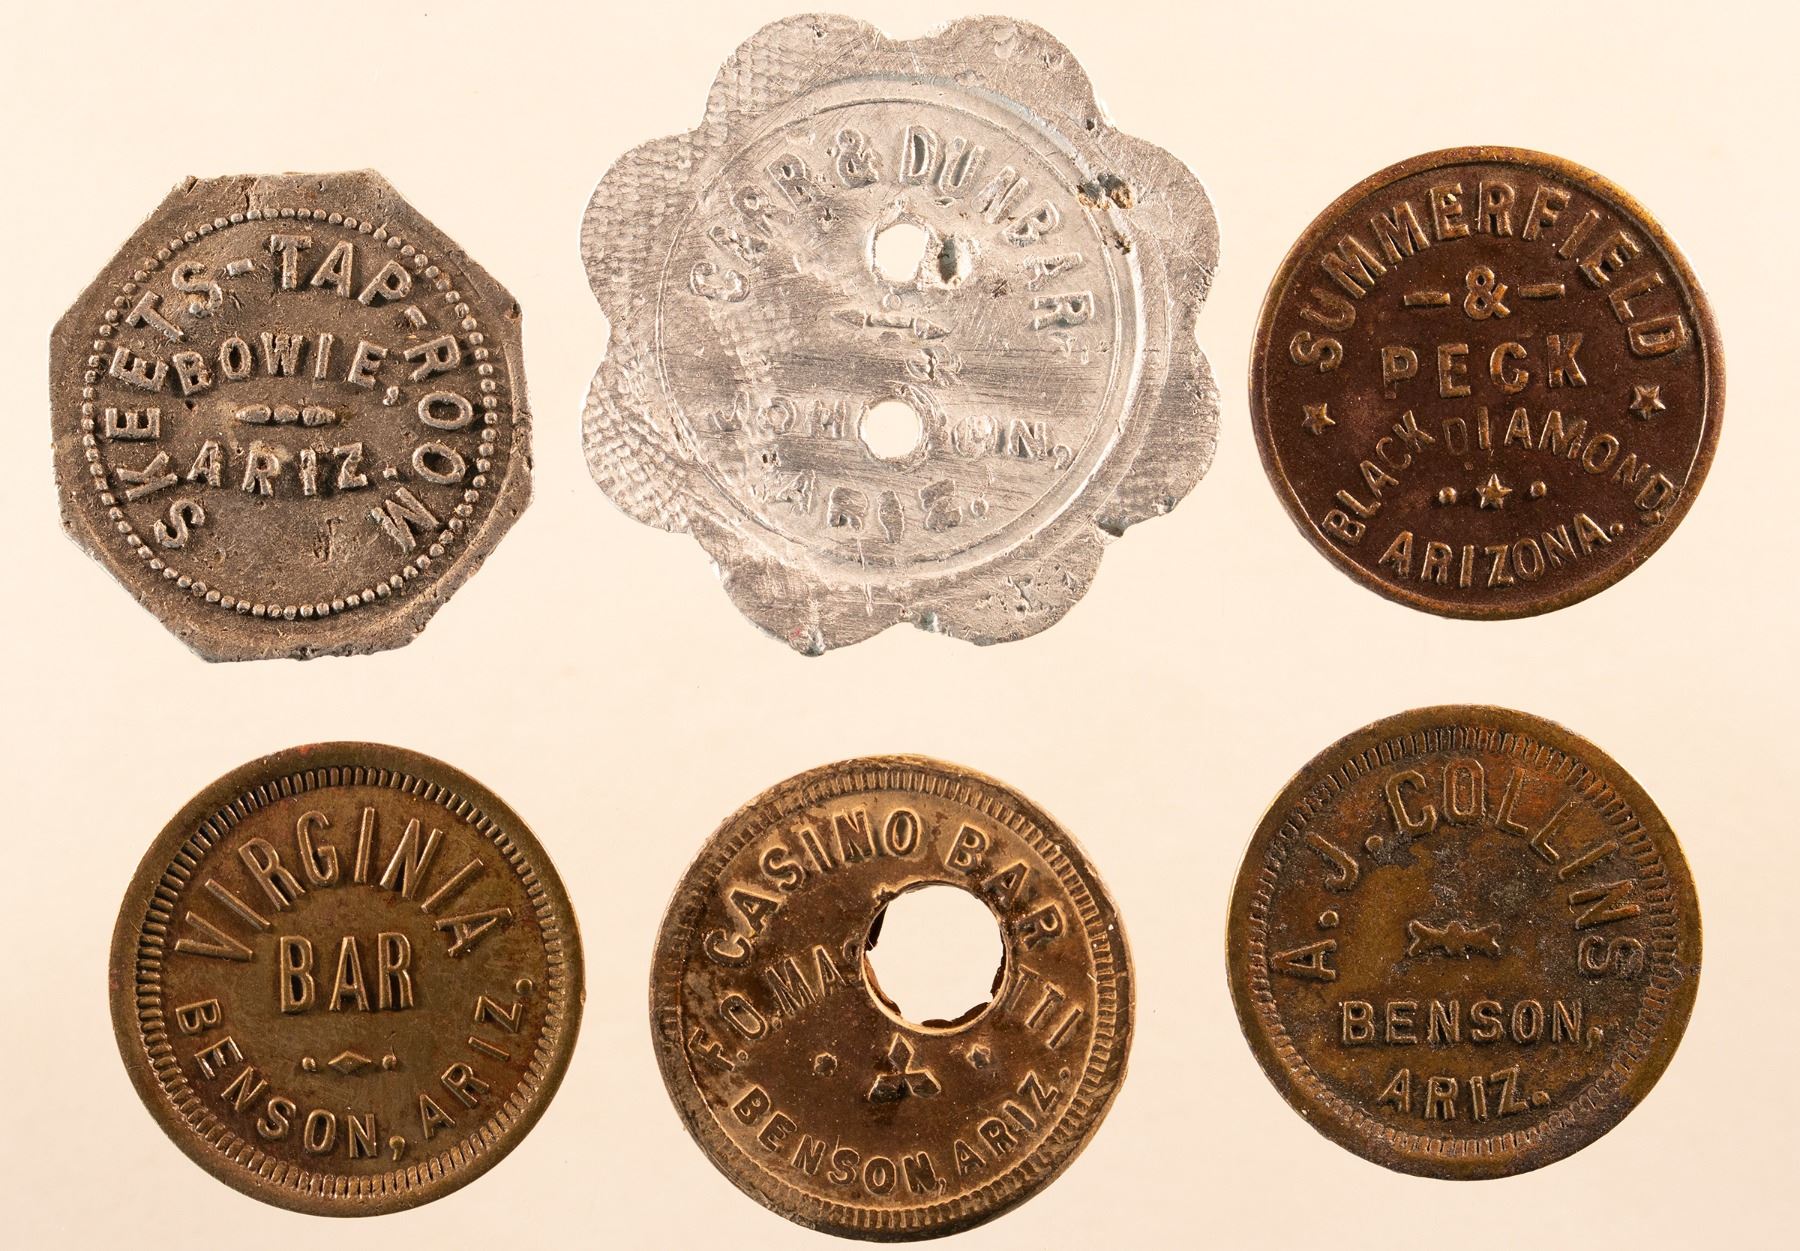 SKEETS-TAP-ROOM
BOWIE,
ARIZ.
CARR & DUNBAR
ARIZ.
SUMMERFIELD
-&-
PECK
BLACK DIAMOND
ARIZONA.
VIRGINIA
BAR
BENSON, ARIZ.
CASINO BAR
BENSON, ARIZ.
A. J. COLLINS
BENSON,
ARIZ.